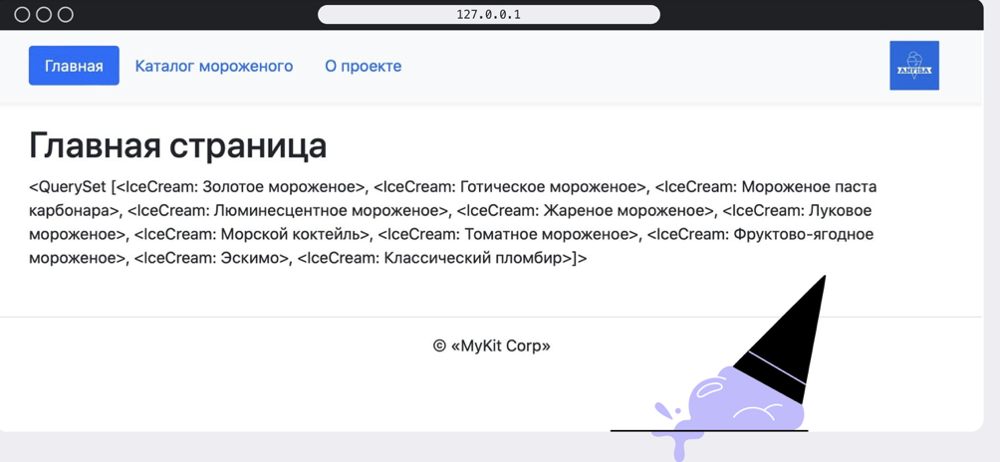 127.0.0.1
Главная Каталог мороженого О проекте ANFISA
Главная страница
<QuerySet [<IceCream: Золотое мороженое>, <IceCream: Готическое мороженое>, <IceCream: Мороженое паста
карбонара>, <IceCream: Люминесцентное мороженое>, <IceCream: Жареное мороженое>, <IceCream: Луковое
мороженое>, <IceCream: Морской коктейль>, <IceCream: Томатное мороженое>, <IceCream: Фруктово-ягодное
мороженое>, <IceCream: Эскимо>, <IceCream: Классический пломбир>]>
© «MyKit Corp»